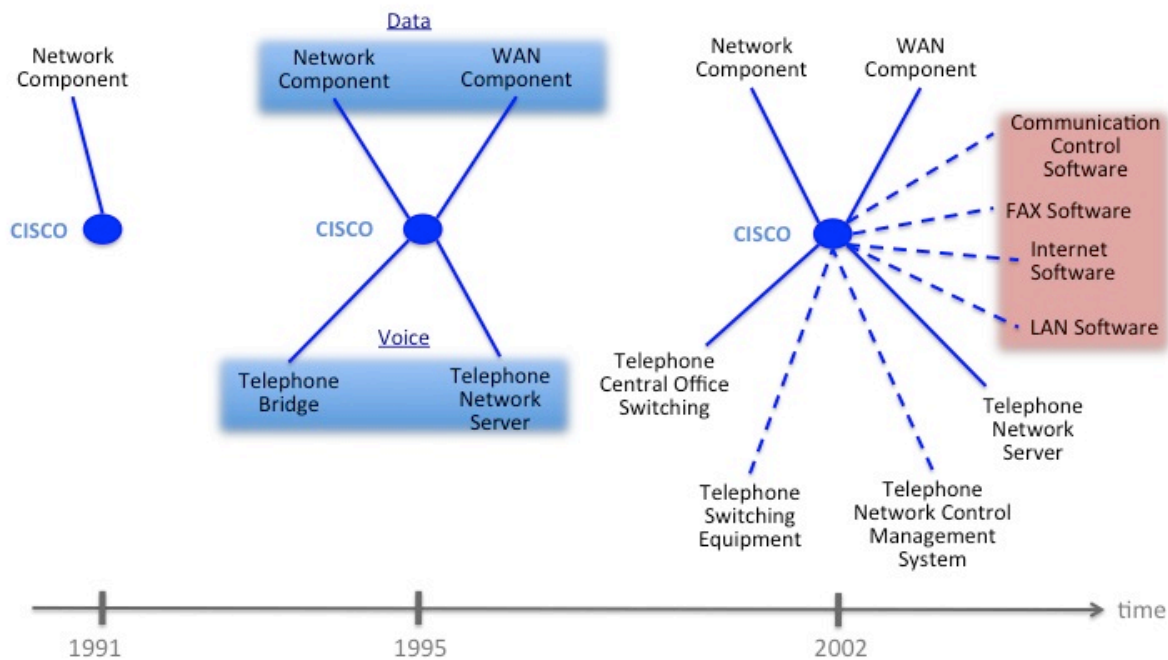 Network
Component
CISCO
Data
Network
Component
WAN
Component
CISCO
Voice
Telephone
Bridge
Telephone
Network
Server
Network
Component
WAN
Component
Communication
Control
Software
FAX Software
Internet
Software
LAN Software
CISCO
Telephone
Central Office
Switching
Telephone
Network
Server
Telephone
Switching
Equipment
Telephone
Network Control
Management
System
time
1991
1995
2002